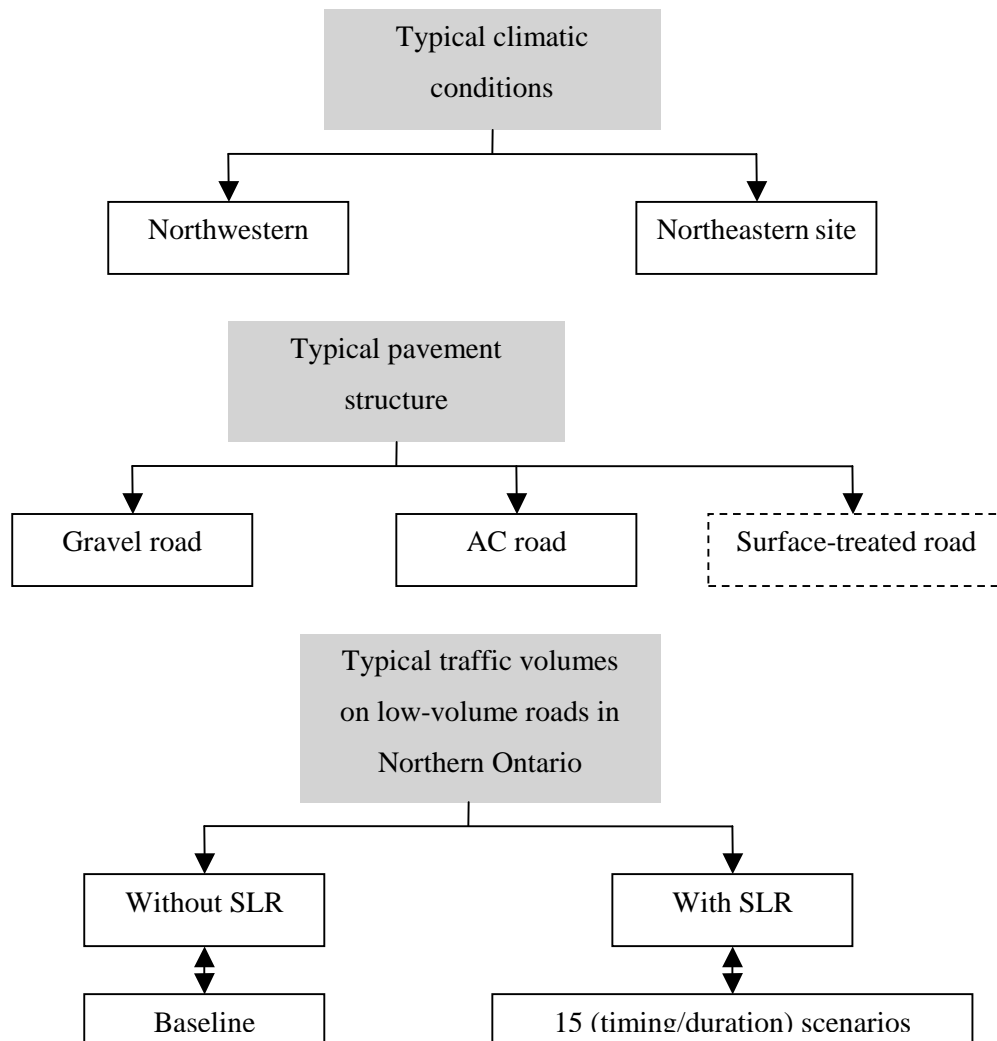 Typical climatic
conditions
Northwestern
Northeastern site
Typical pavement
structure
Gravel road
AC road
Surface-treated road
Typical traffic volumes
on low-volume roads in
Northern Ontario
Without SLR
With SLR
Baseline
15 (timing/duration) scenarios